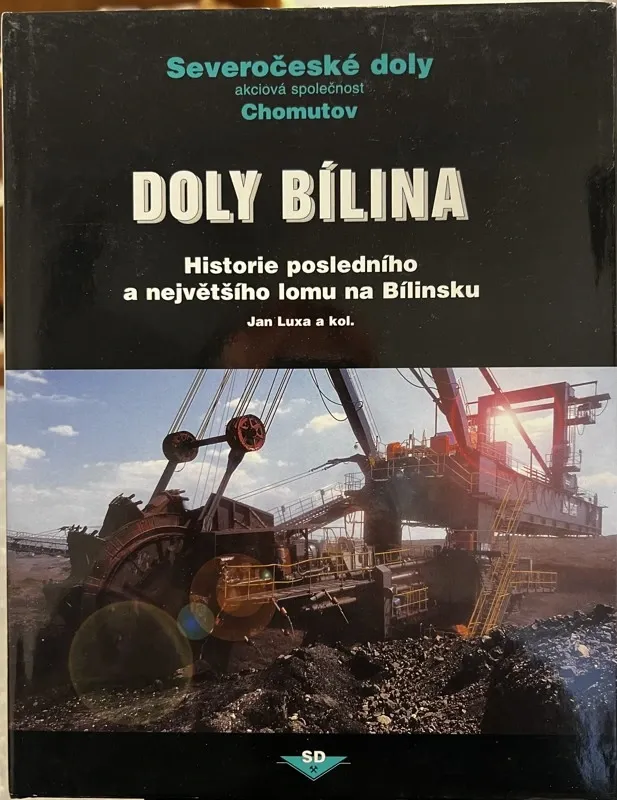 Severočeské doly
akciová společnost
Chomutov
DOLY BÍLINA
Historie posledního
a největšího lomu na Bílinsku
Jan Luxa a kol.
SD